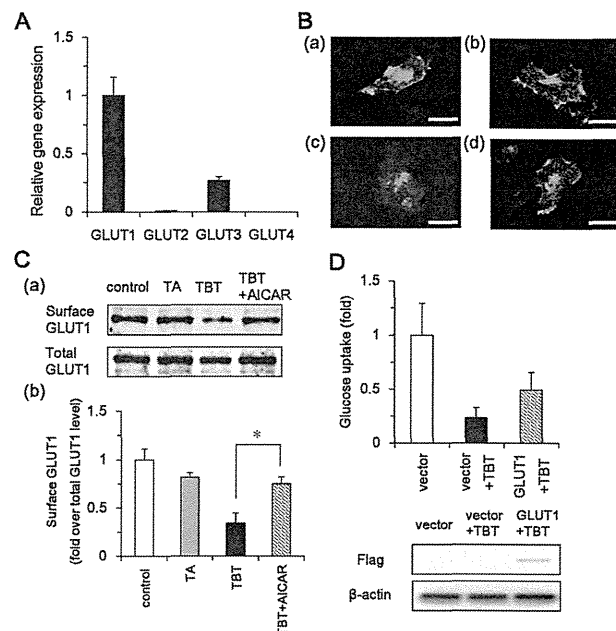 A
Relative gene expression
1.5
1
0.5
0
GLUT1 GLUT2 GLUT3 GLUT4
B
(a)
(b)
(c)
(d)
C
(a)
control TA TBT TBT
+AICAR
Surface
GLUT1
Total
GLUT1
(b)
Surface GLUT1
(fold over total GLUT1 level)
1.5
1
0.5
0
*
control
TA
TBT
TBT+AICAR
D
Glucose uptake (fold)
1.5
1
0.5
0
vector
vector
+TBT
GLUT1
+TBT
vector
vector
+TBT
GLUT1
+TBT
Flag
β-actin